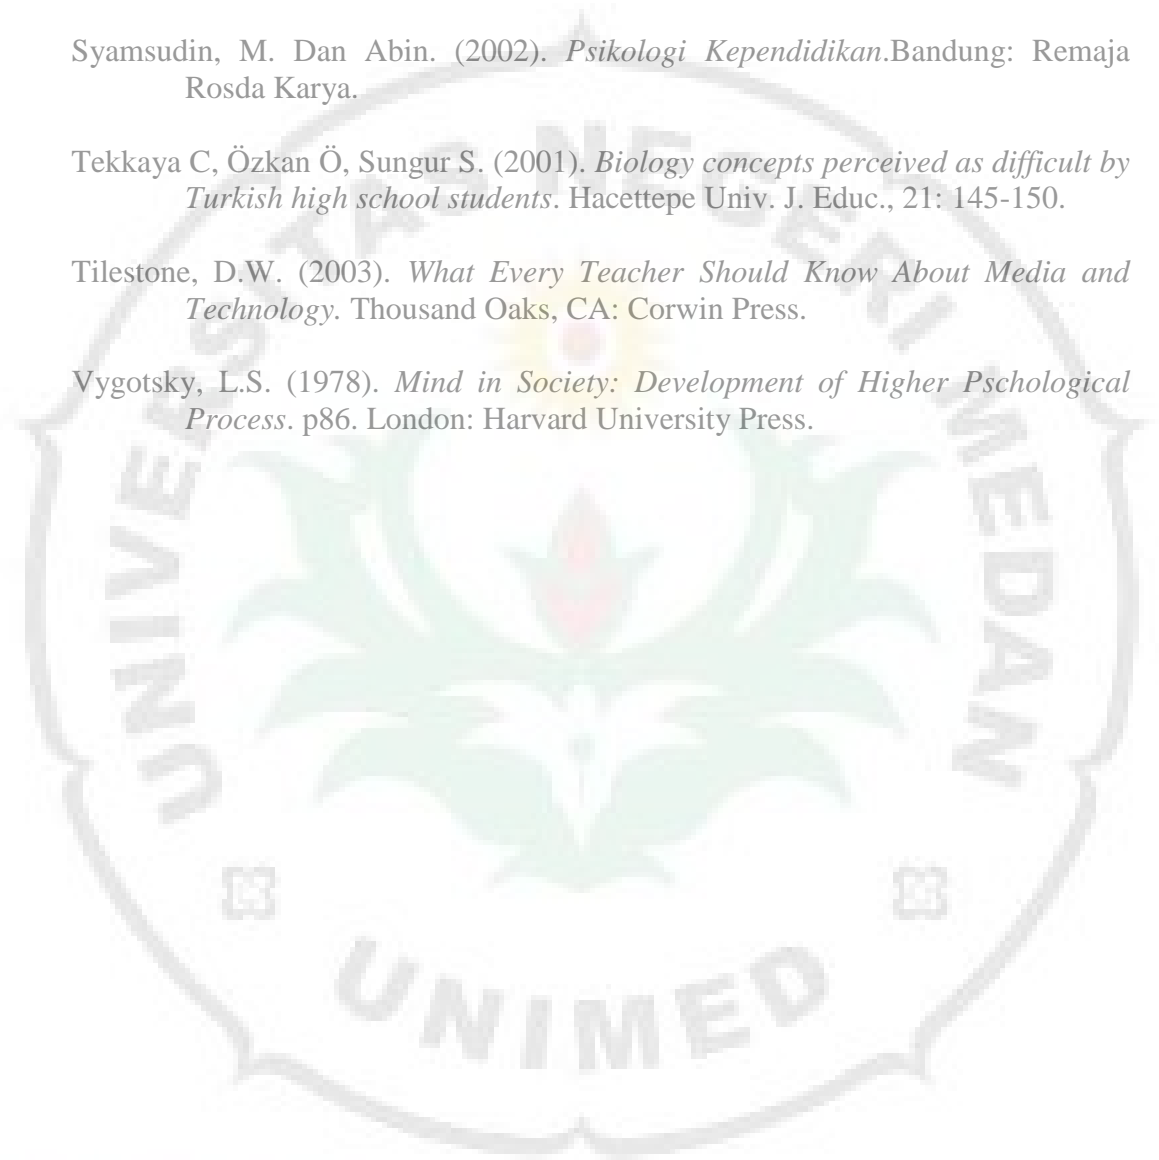 Syamsudin, M. Dan Abin. (2002). Psikologi Kependidikan.Bandung: Remaja
Rosda Karya.
Tekkaya C, Özkan Ö, Sungur S. (2001). Biology concepts perceived as difficult by
Turkish high school students. Hacettepe Univ. J. Educ., 21: 145-150.
Tilestone, D.W. (2003). What Every Teacher Should Know About Media and
Technology. Thousand Oaks, CA: Corwin Press.
Vygotsky, L.S. (1978). Mind in Society: Development of Higher Pschological
Process. p86. London: Harvard University Press.
UNIVERSITAS NEGERI MEDAN
UNIMED